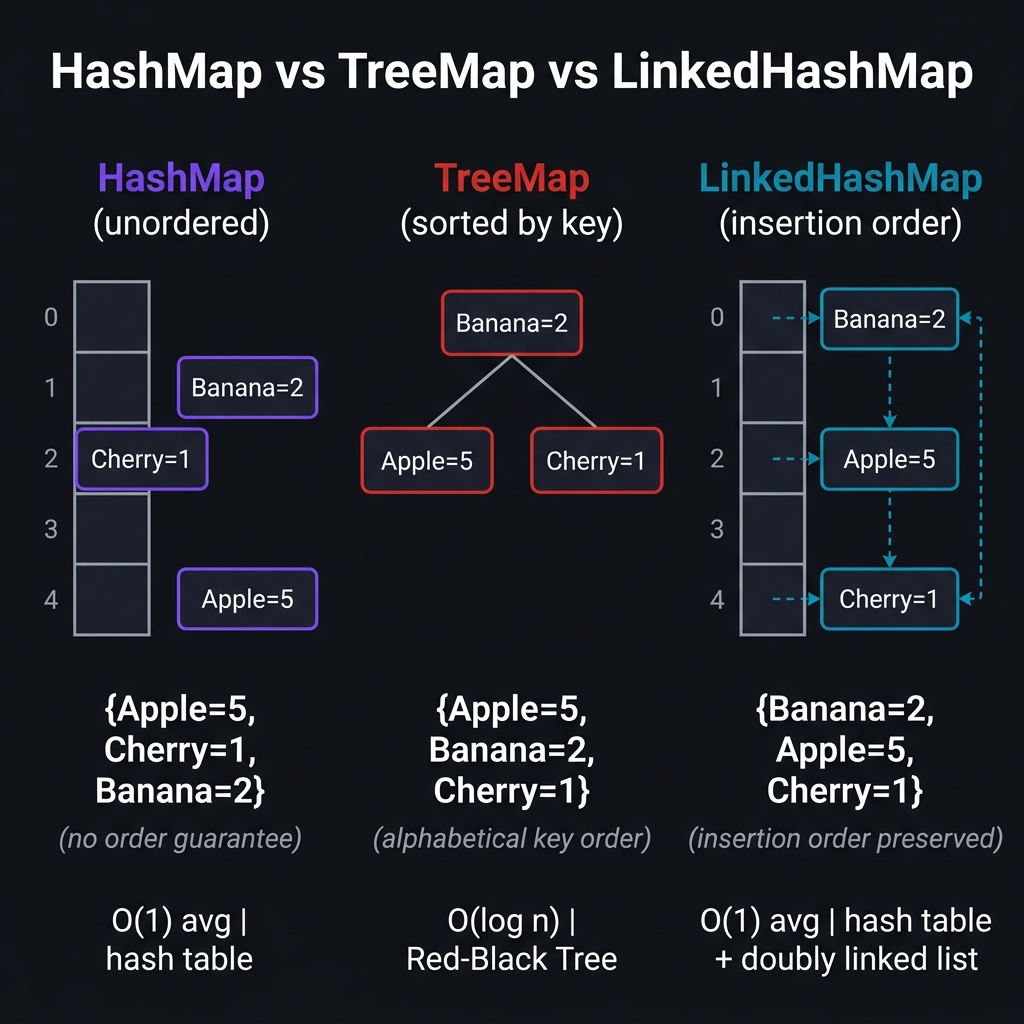 HashMap vs TreeMap vs LinkedHashMap
HashMap
(unordered)
0
1
2
3
4
Banana=2
Cherry=1
Apple=5
{Apple=5,
Cherry=1,
Banana=2}
(no order guarantee)
O(1) avg |
hash table
TreeMap
(sorted by key)
Banana=2
Apple=5
Cherry=1
{Apple=5,
Banana=2,
Cherry=1}
(alphabetical key order)
O(log n) |
Red-Black Tree
LinkedHashMap
(insertion order)
0
1
2
3
4
Banana=2
Apple=5
Cherry=1
{Banana=2,
Apple=5,
Cherry=1}
(insertion order preserved)
O(1) avg | hash table
+ doubly linked list